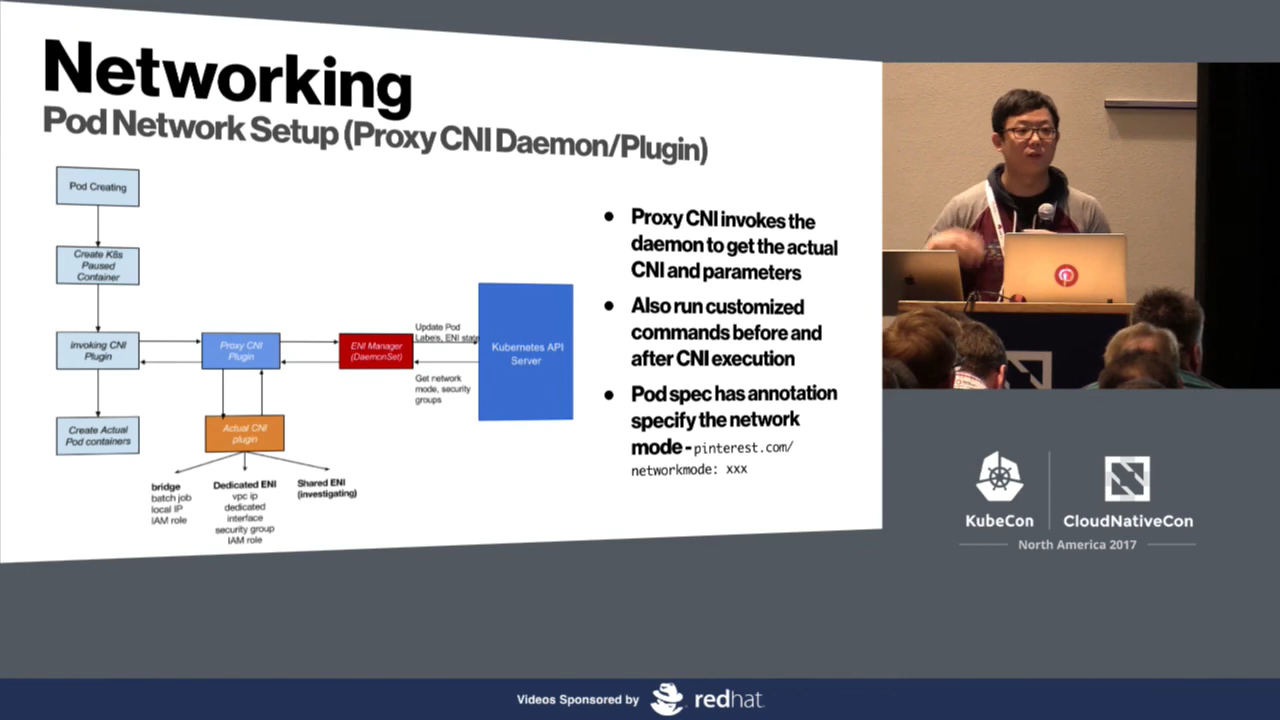 Networking
Pod Network Setup (Proxy CNI Daemon/Plugin)
Pod Creating
Create K8s
Paused
Container
invoking CNI
Plugin
Create Actual
Pod containers
Proxy CNI
Plugin
Actual CNI
plugin
ENI Manager
(DaemonSet)
Update Pod
Labels, ENI state
Get network
mode, security
groups
Kubernetes API
Server
bridge
batch job
local IP
IAM role
Dedicated ENI
vpc ip
dedicated
interface
security group
IAM role
Shared ENI
(investigating)
• Proxy CNI invokes the
daemon to get the actual
CNI and parameters
• Also run customized
commands before and
after CNI execution
• Pod spec has annotation
specify the network
mode - pinterest.com/
networkmode: xxx
KubeCon
CloudNativeCon
North America 2017
Videos Sponsored by
redhat